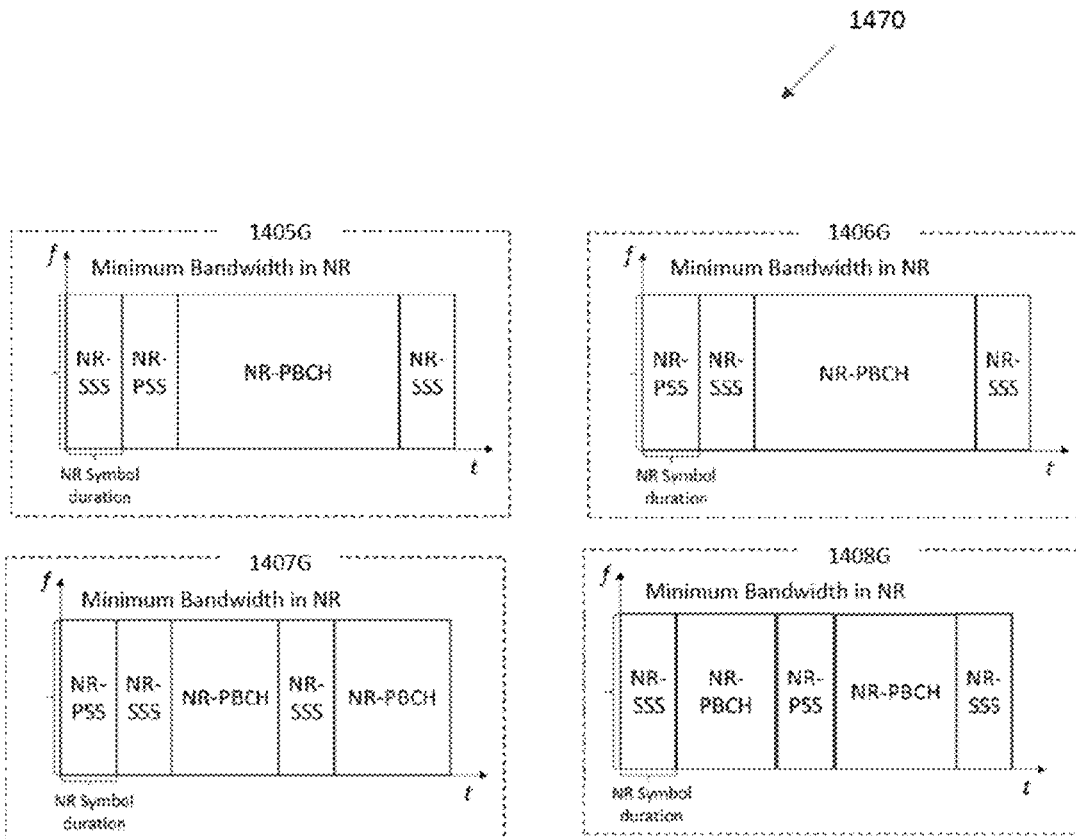 1470
1405G
f
Minimum Bandwidth in NR
NR-
SSS
NR-
PSS
NR-PBCH
NR-
SSS
t
NR Symbol
duration
1406G
f
Minimum Bandwidth in NR
NR-
PSS
NR-
SSS
NR-PBCH
NR-
SSS
t
NR Symbol
duration
1407G
f
Minimum Bandwidth in NR
NR-
PSS
NR-
SSS
NR-PBCH
NR-
SSS
NR-PBCH
t
NR Symbol
duration
1408G
f
Minimum Bandwidth in NR
NR-
SSS
NR-
PBCH
NR-
PSS
NR-PBCH
NR-
SSS
t
NR Symbol
duration